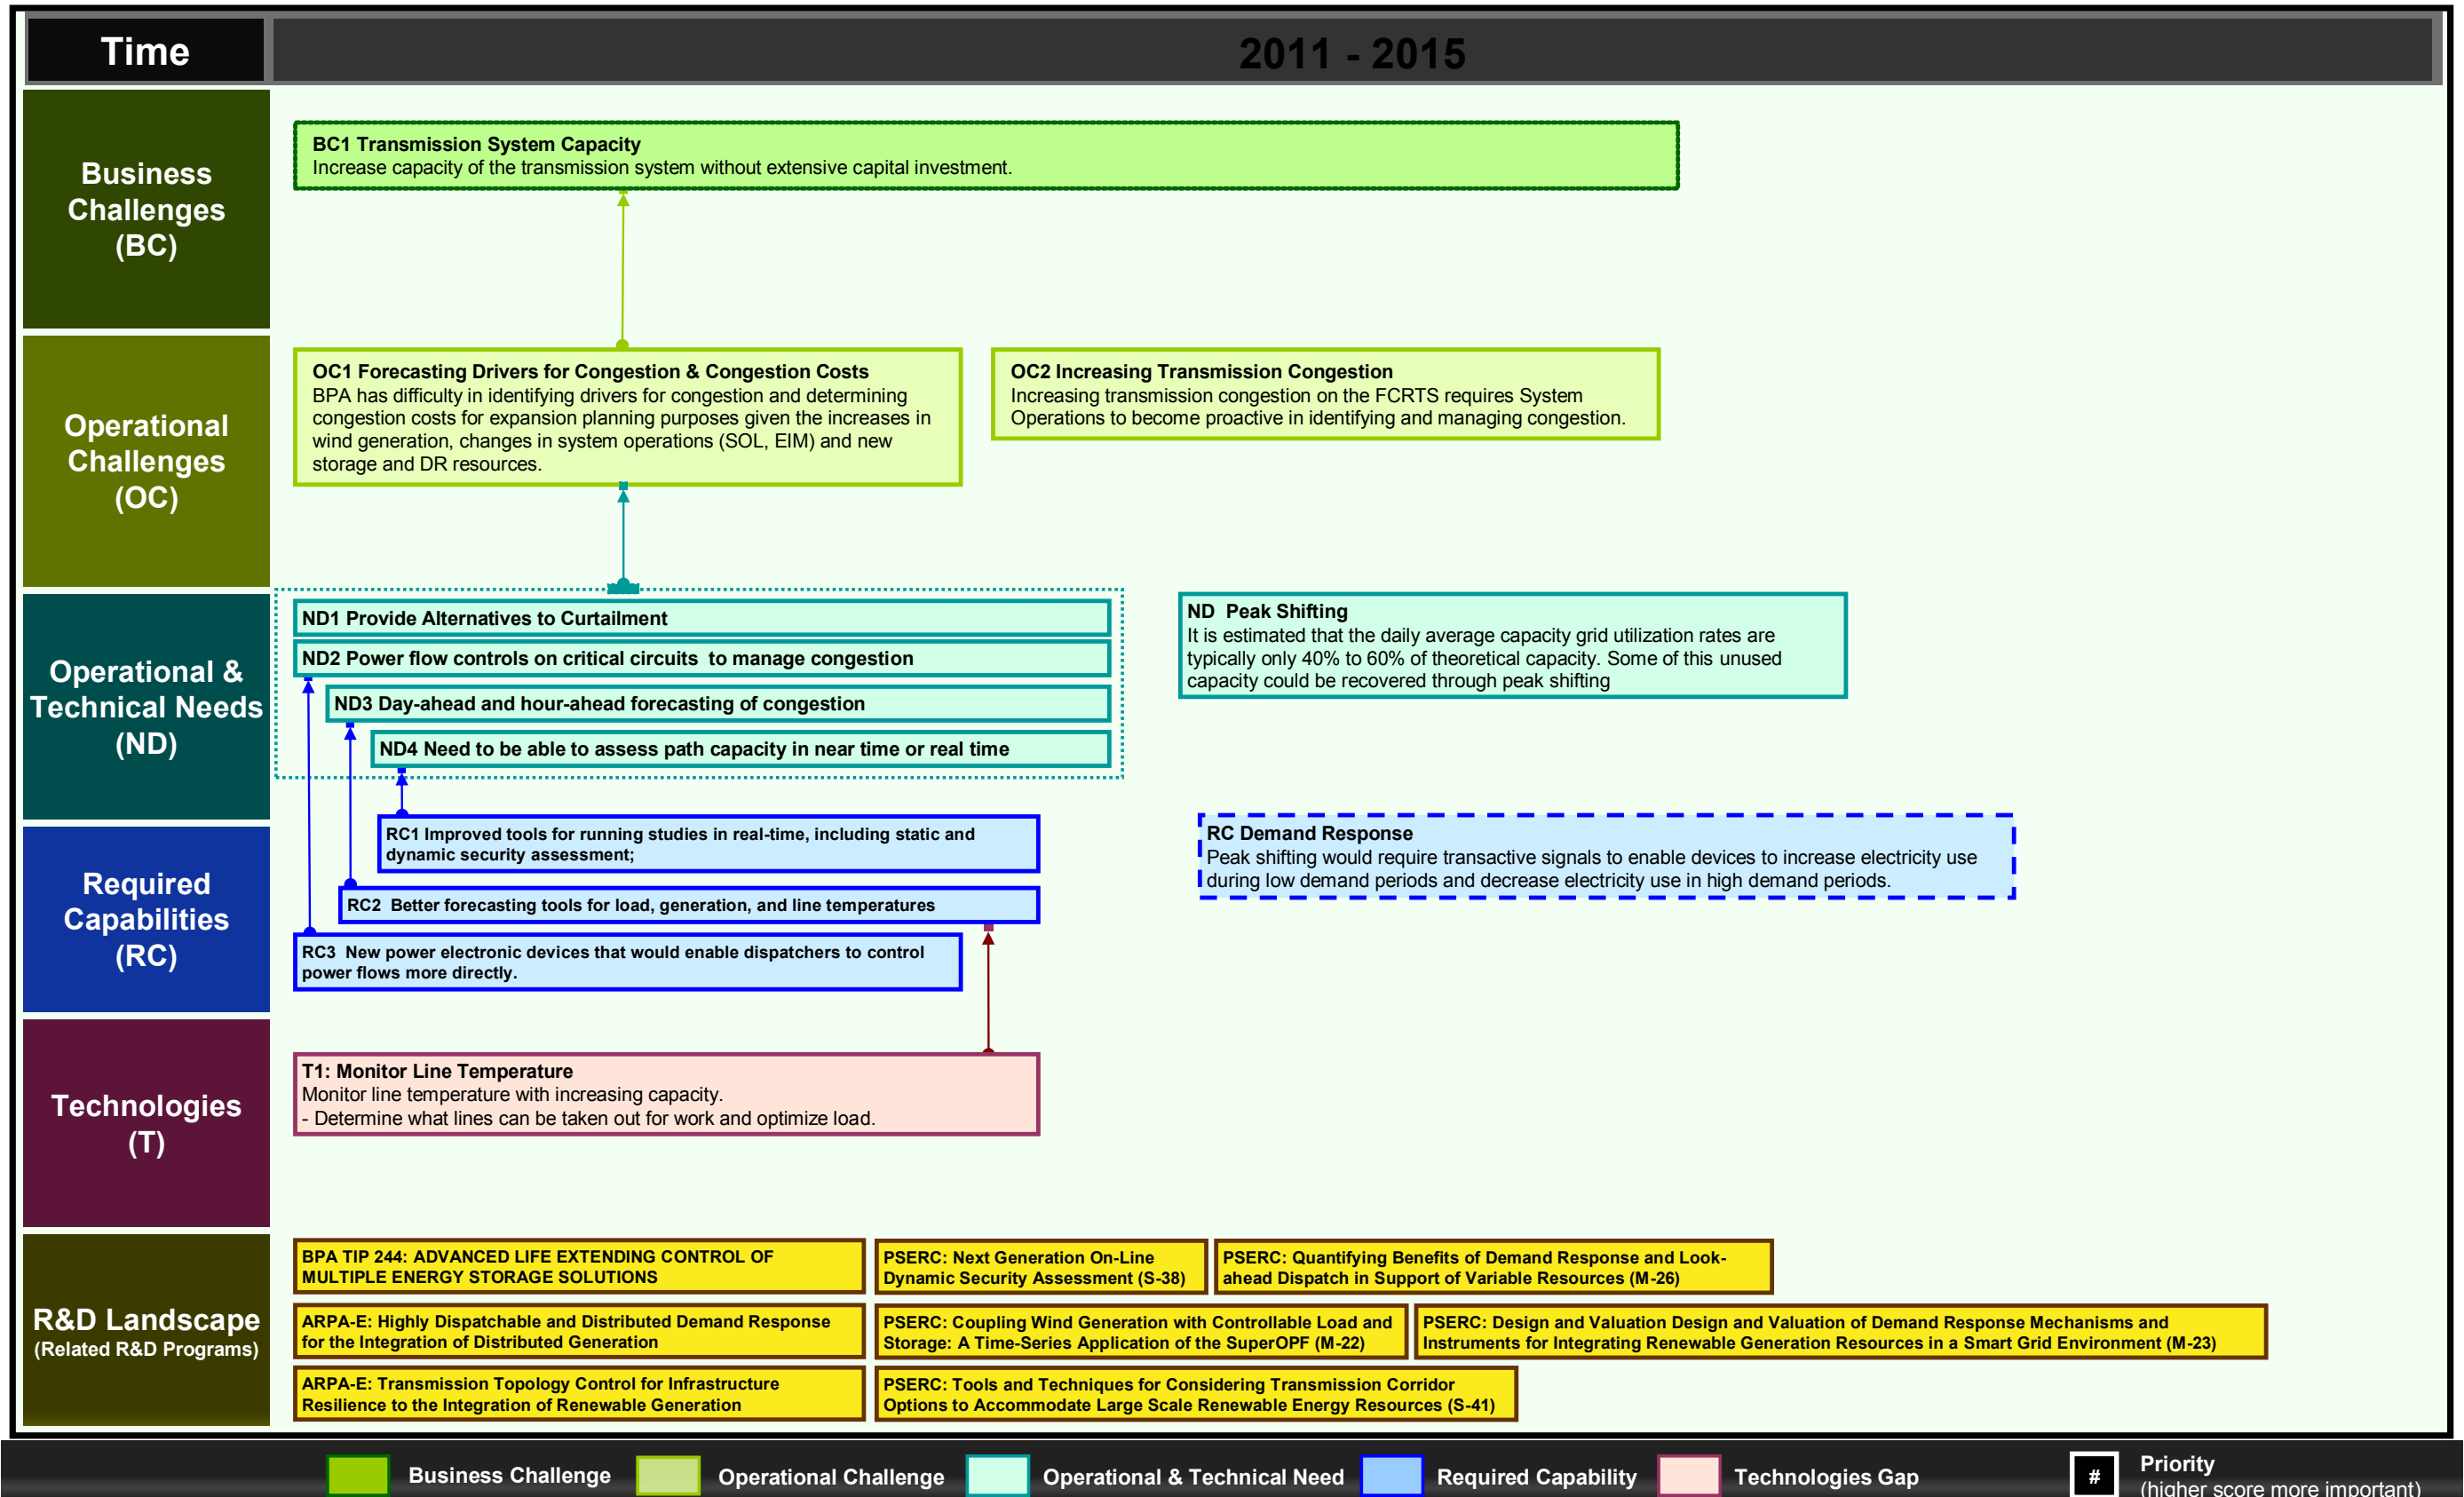 Time
2011 - 2015
Business
Challenges
(BC)
BC1 Transmission System Capacity
Increase capacity of the transmission system without extensive capital investment.
Operational
Challenges
(OC)
OC1 Forecasting Drivers for Congestion & Congestion Costs
BPA has difficulty in identifying drivers for congestion and determining
congestion costs for expansion planning purposes given the increases in
wind generation, changes in system operations (SOL, EIM) and new
storage and DR resources.
OC2 Increasing Transmission Congestion
Increasing transmission congestion on the FCRTS requires System
Operations to become proactive in identifying and managing congestion.
Operational &
Technical Needs
(ND)
ND1 Provide Alternatives to Curtailment
ND2 Power flow controls on critical circuits  to manage congestion
ND3 Day-ahead and hour-ahead forecasting of congestion
ND4 Need to be able to assess path capacity in near time or real time
ND  Peak Shifting
It is estimated that the daily average capacity grid utilization rates are
typically only 40% to 60% of theoretical capacity. Some of this unused
capacity could be recovered through peak shifting
Required
Capabilities
(RC)
RC1 Improved tools for running studies in real-time, including static and
dynamic security assessment;
RC2  Better forecasting tools for load, generation, and line temperatures
RC3  New power electronic devices that would enable dispatchers to control
power flows more directly.
RC Demand Response
Peak shifting would require transactive signals to enable devices to increase electricity use
during low demand periods and decrease electricity use in high demand periods.
Technologies
(T)
T1: Monitor Line Temperature
Monitor line temperature with increasing capacity.
- Determine what lines can be taken out for work and optimize load.
R&D Landscape
(Related R&D Programs)
BPA TIP 244: ADVANCED LIFE EXTENDING CONTROL OF
MULTIPLE ENERGY STORAGE SOLUTIONS
PSERC: Next Generation On-Line
Dynamic Security Assessment (S-38)
PSERC: Quantifying Benefits of Demand Response and Look-
ahead Dispatch in Support of Variable Resources (M-26)
ARPA-E: Highly Dispatchable and Distributed Demand Response
for the Integration of Distributed Generation
PSERC: Coupling Wind Generation with Controllable Load and
Storage: A Time-Series Application of the SuperOPF (M-22)
PSERC: Design and Valuation Design and Valuation of Demand Response Mechanisms and
Instruments for Integrating Renewable Generation Resources in a Smart Grid Environment (M-23)
ARPA-E: Transmission Topology Control for Infrastructure
Resilience to the Integration of Renewable Generation
PSERC: Tools and Techniques for Considering Transmission Corridor
Options to Accommodate Large Scale Renewable Energy Resources (S-41)
Business Challenge
Operational Challenge
Operational & Technical Need
Required Capability
Technologies Gap
#
Priority
(higher score more important)